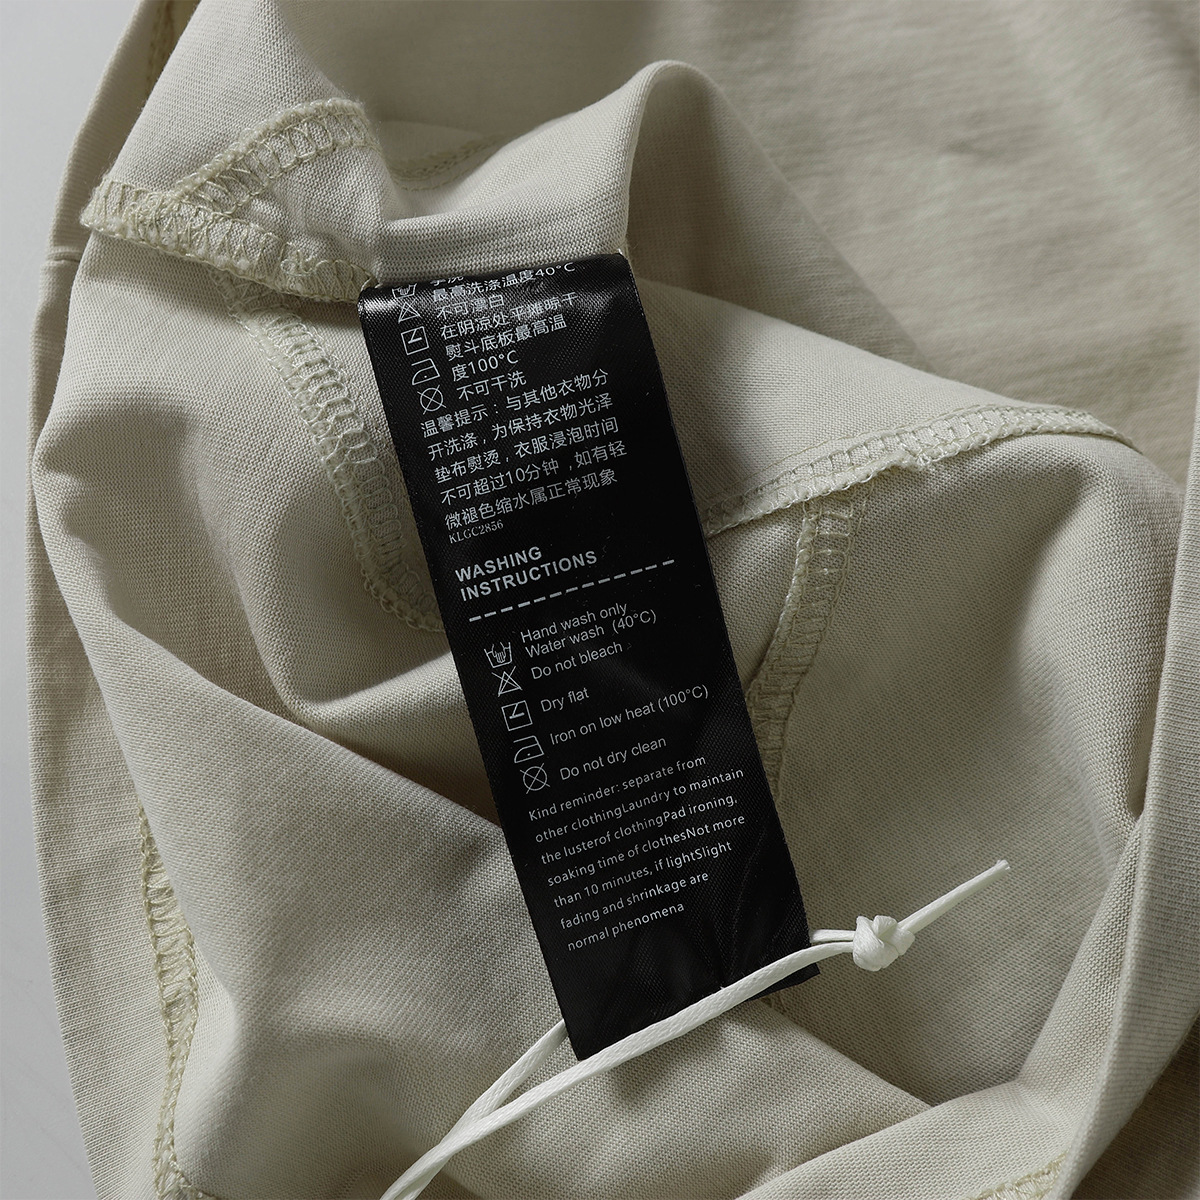 手洗
最高洗涤温度40°C
不可漂白
在阴凉处平摊晾干
熨斗底板最高温
度100°C
不可干洗
温馨提示：与其他衣物分
开洗涤，为保持衣物光泽
垫布熨烫，衣服浸泡时间
不可超过10分钟，如有轻
微褪色缩水属正常现象
KLGC2856
WASHING
INSTRUCTIONS
Hand wash only
Water wash (40°C)
Do not bleach
Dry flat
Iron on low heat (100°C)
Do not dry clean
Kind reminder: separate from
other clothingLaundry to maintain
the lusterof clothingPad ironing,
soaking time of clothesNot more
than 10 minutes, if lightSlight
fading and shrinkage are
normal phenomena